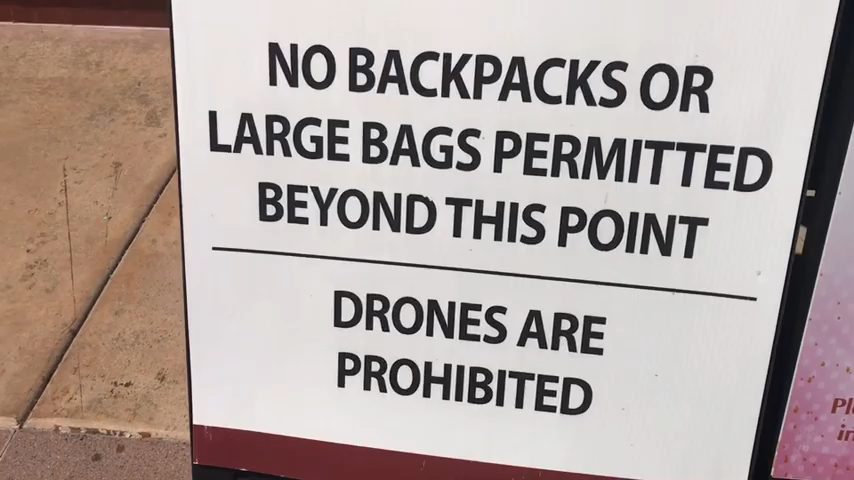 NO BACKPACKS OR
LARGE BAGS PERMITTED
BEYOND THIS POINT
DRONES ARE
PROHIBITED